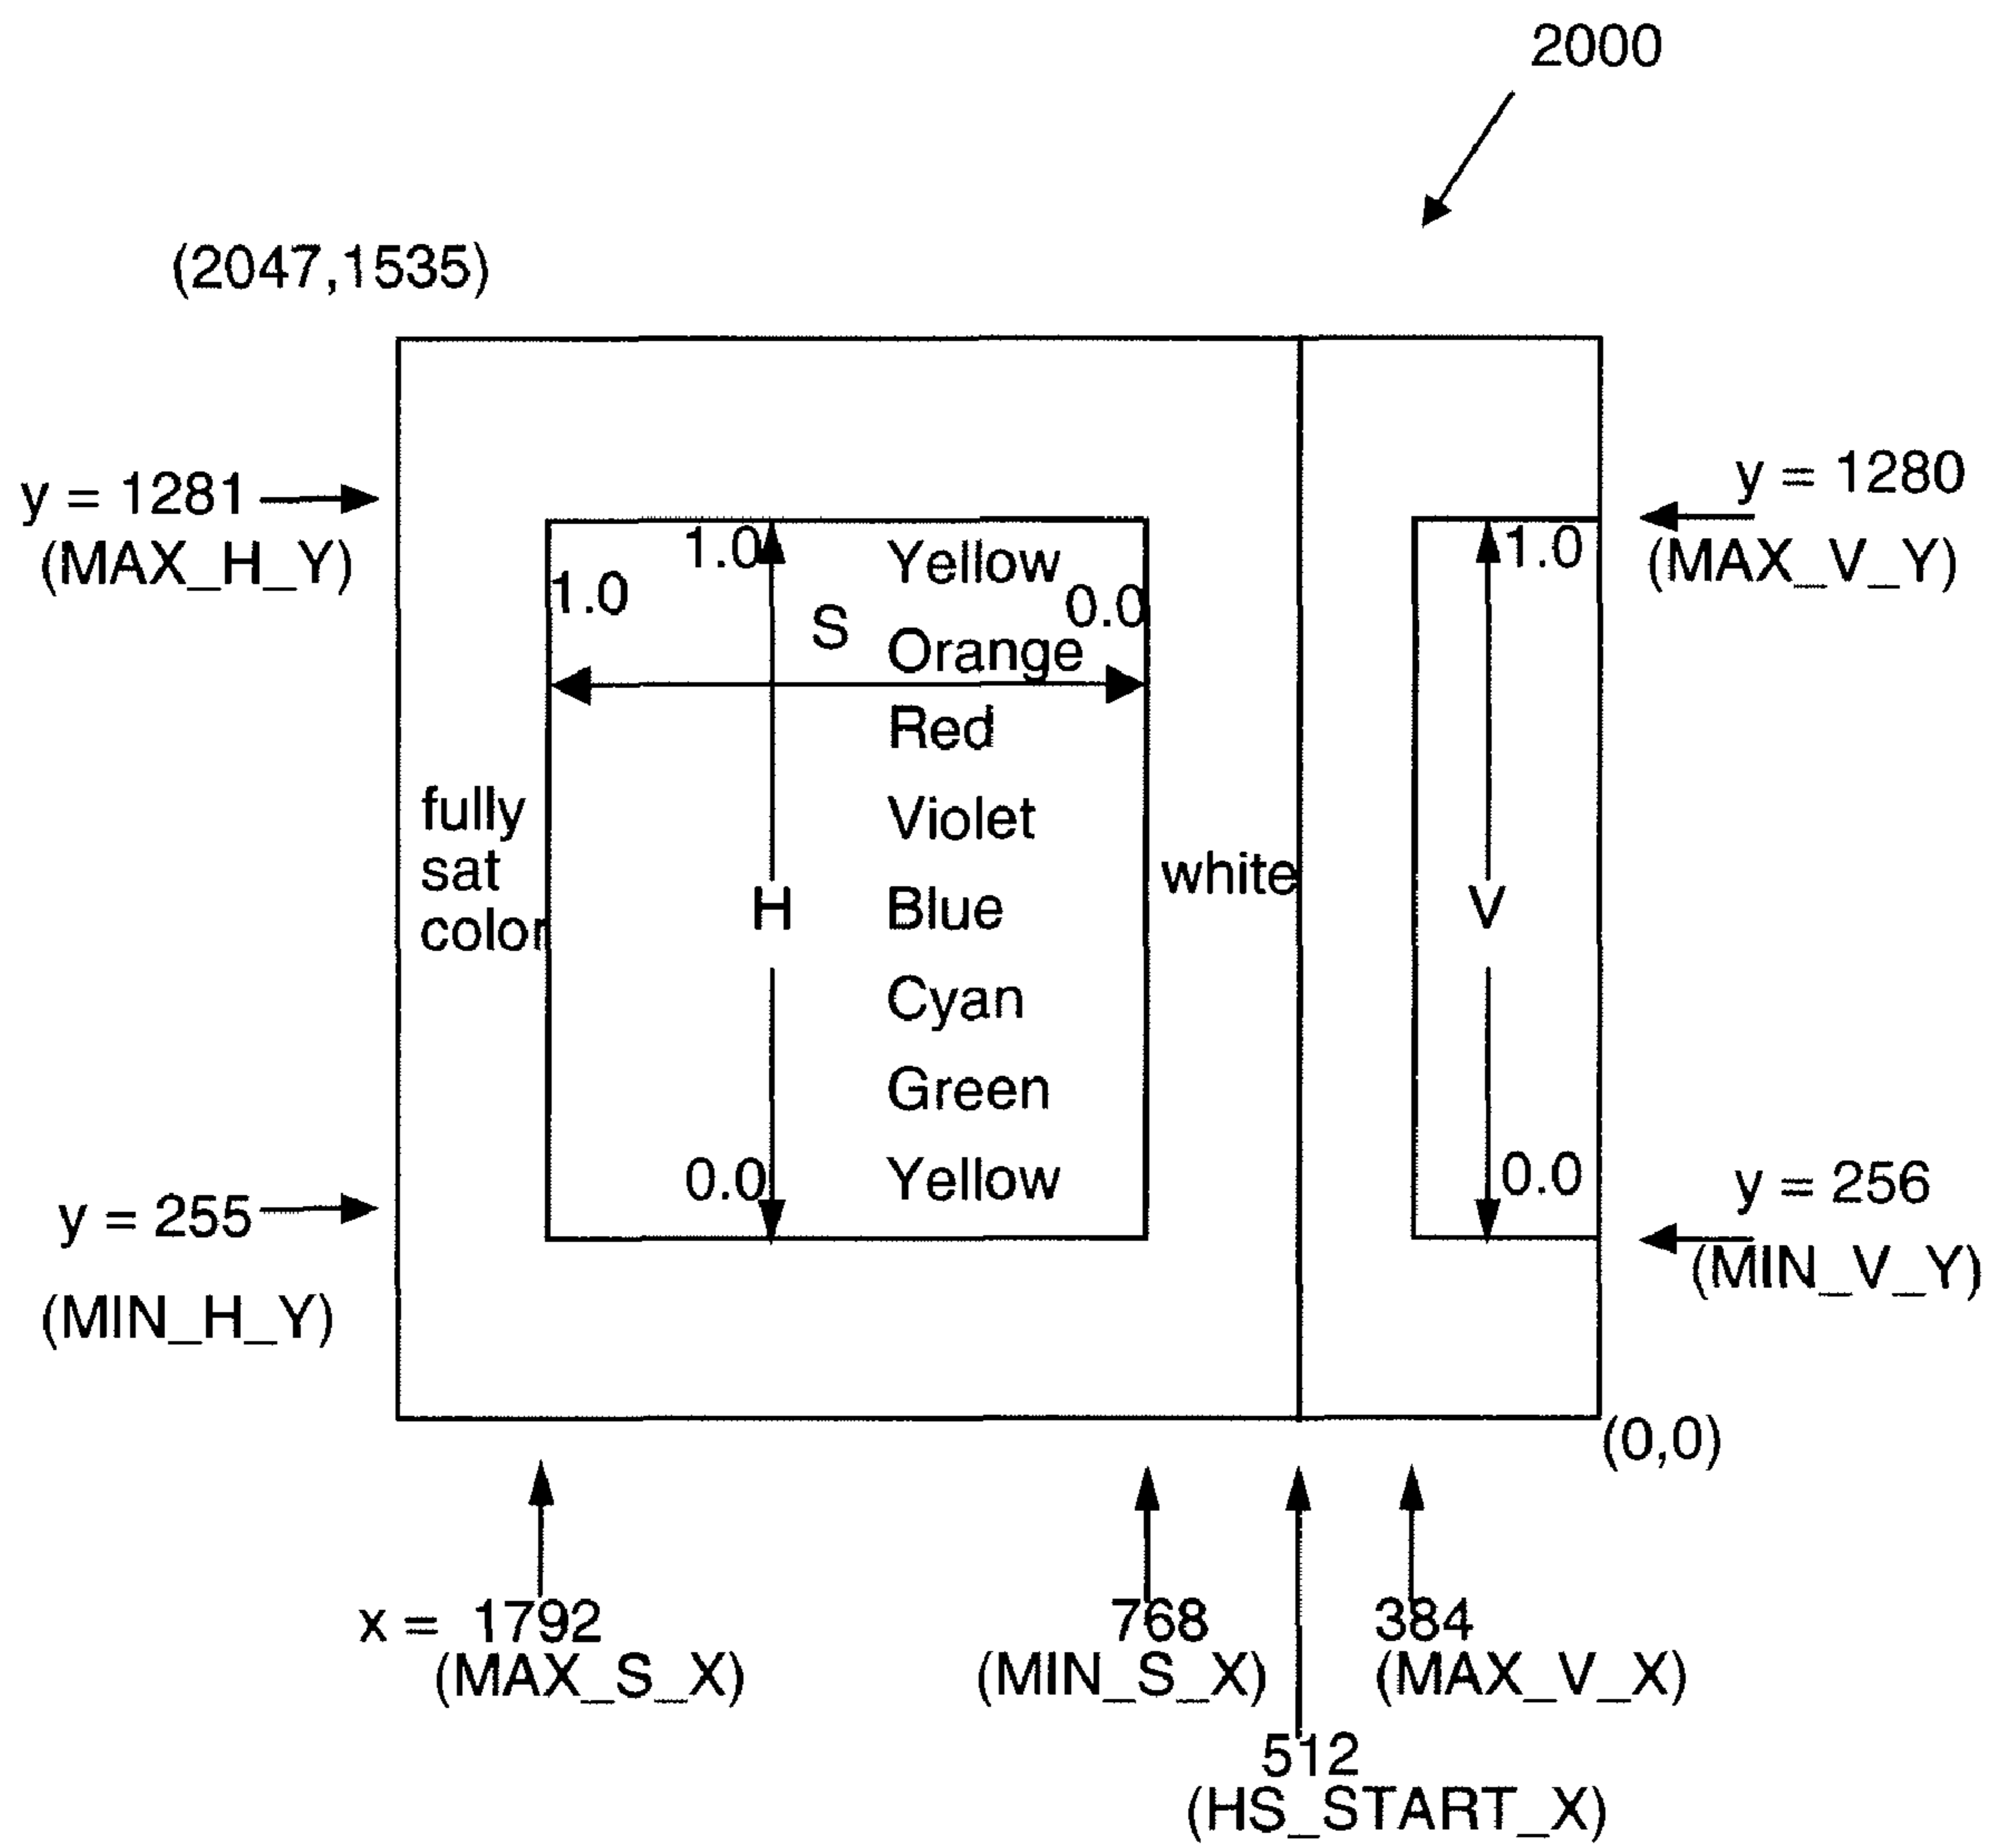 2000
(2047,1535)
y = 1281
(MAX_H_Y)
y = 1280
(MAX_V_Y)
1.0
1.0
S
0.0
Yellow
Orange
Red
Violet
Blue
Cyan
Green
Yellow
H
0.0
fully
sat
color
white
1.0
V
0.0
y = 255
(MIN_H_Y)
y = 256
(MIN_V_Y)
(0,0)
x = 1792
(MAX_S_X)
768
(MIN_S_X)
384
(MAX_V_X)
512
(HS_START_X)